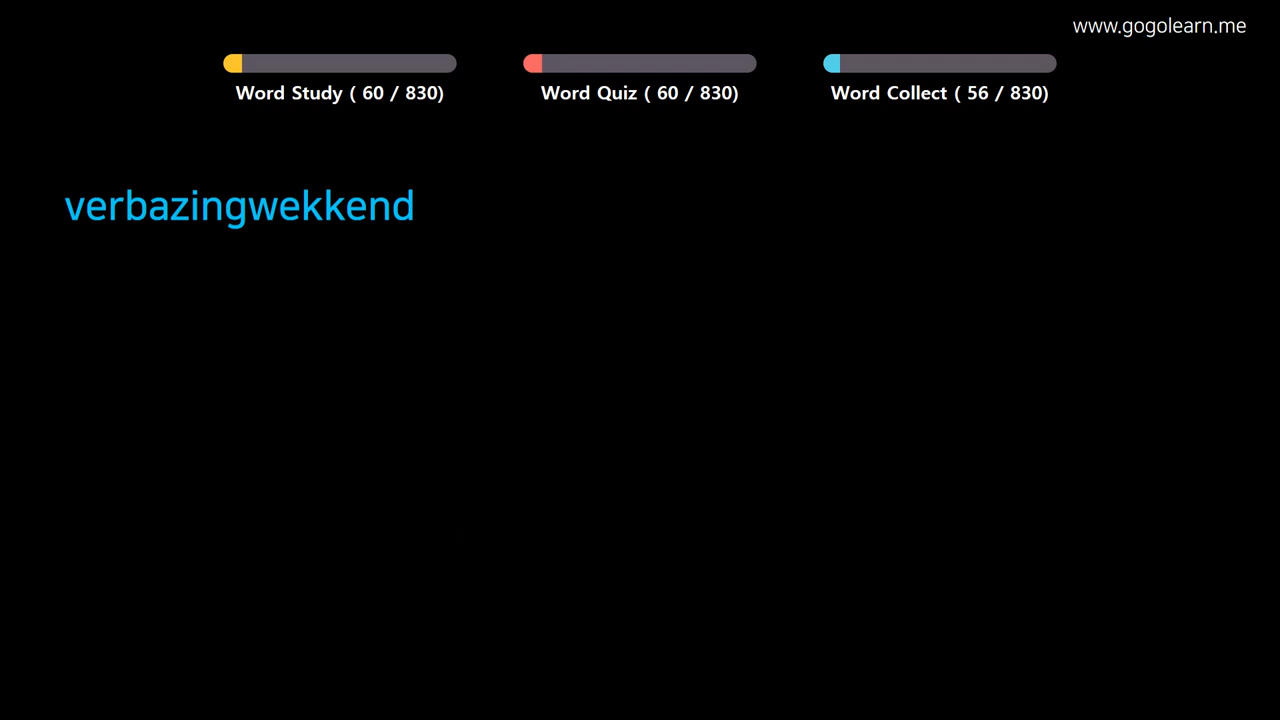 www.gogolearn.me
Word Study ( 60 / 830)
Word Quiz ( 60 / 830)
Word Collect ( 56 / 830)
verbazingwekkend